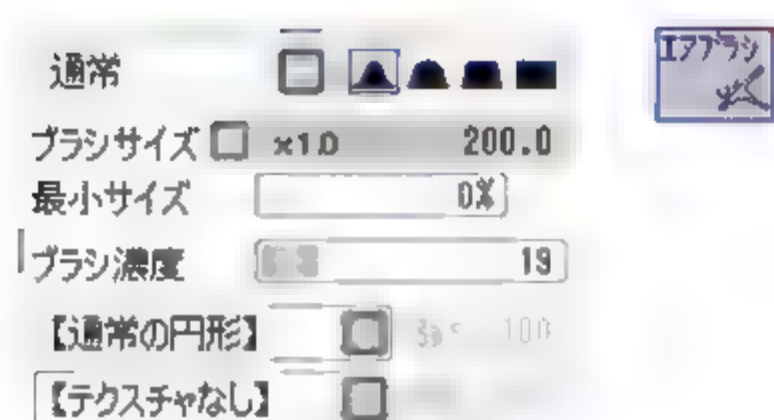 通常
エアブラシ
ブラシサイズ ×1.0 200.0
最小サイズ 0%
ブラシ濃度 19
【通常の円形】 100
【テクスチャなし】